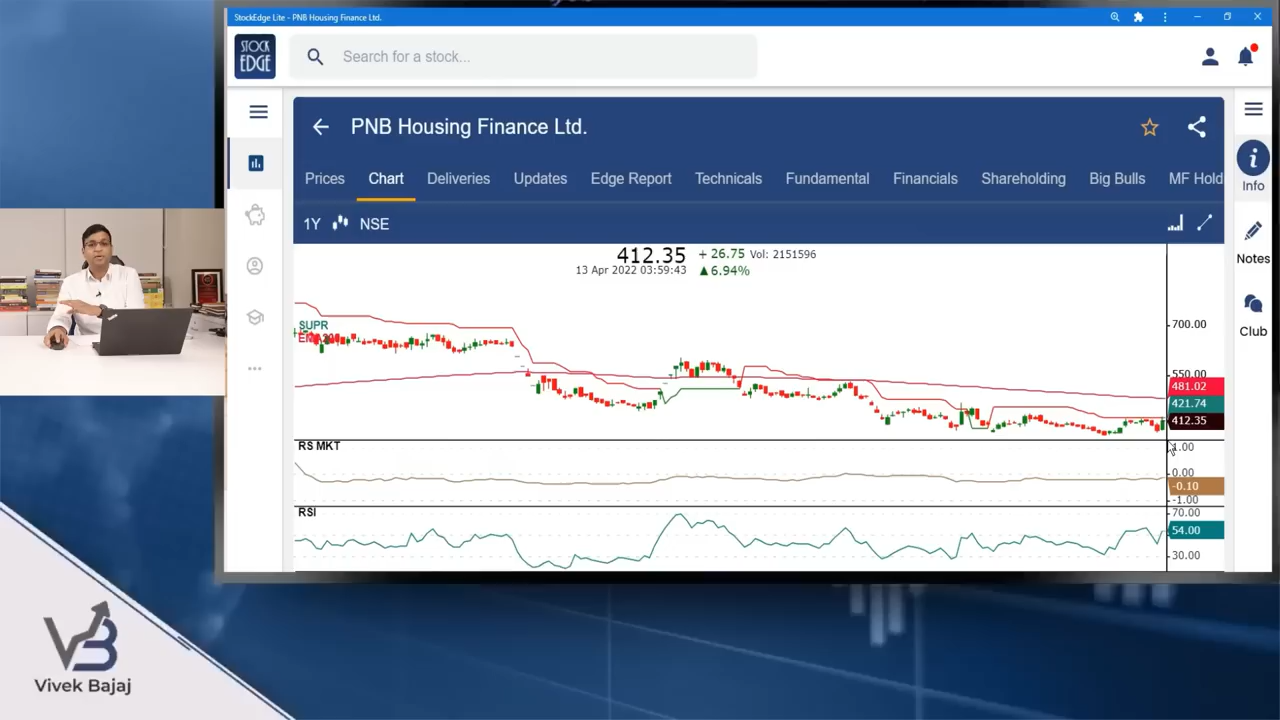 StockEdge Lite - PNB Housing Finance Ltd.
STOCK
EDGE
Search for a stock...
PNB Housing Finance Ltd.
Prices Chart Deliveries Updates Edge Report Technicals Fundamental Financials Shareholding Big Bulls MF Hold
1Y NSE
412.35 + 26.75 Vol: 2151596
13 Apr 2022 03:59:43 ▲6.94%
SUPR
700.00
550.00
481.02
421.74
412.35
RS MKT
1.00
0.00
-0.10
-1.00
RSI
70.00
54.00
30.00
i
Info
Notes
Club
VB
Vivek Bajaj